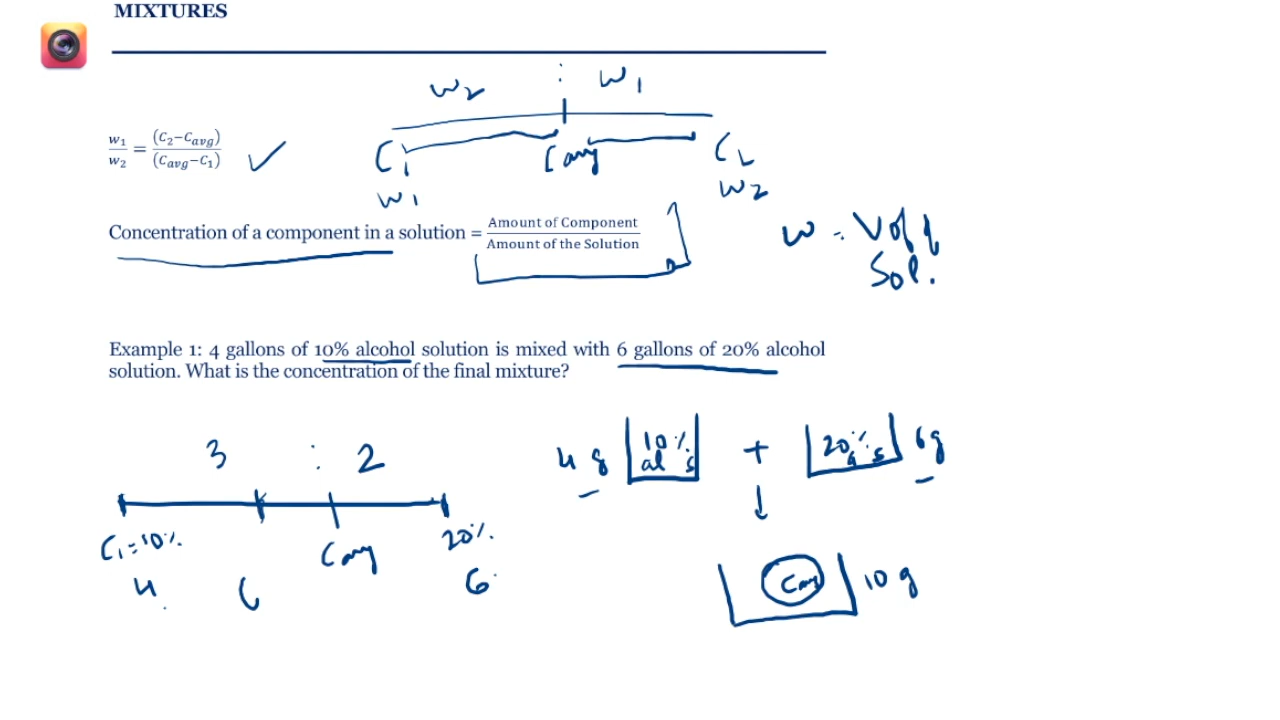 MIXTURES
w2 : w1
w1/w2 = (C2−Cavg)/(Cavg−C1)
C1 Cavg C2
w1 w2
Concentration of a component in a solution = Amount of Component/Amount of the Solution
w = Vol of
Sol.
Example 1: 4 gallons of 10% alcohol solution is mixed with 6 gallons of 20% alcohol
solution. What is the concentration of the final mixture?
3 : 2
4 g 10% al s + 20% a s 6g
C1=10% Cavg 20%
4 6
Cavg 10 g